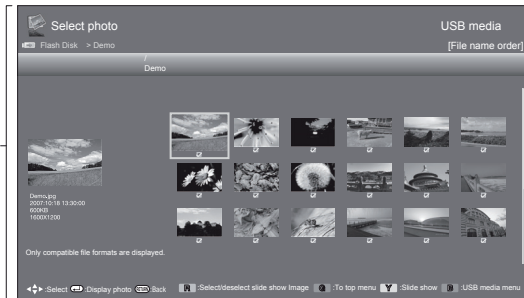 Select photo
USB media
Flash Disk > Demo
[File name order]
/
Demo
Demo.jpg
2007:10:18 13:30:00
600KB
1600X1200
Only compatible file formats are displayed.
:Select :Display photo RETURN :Back R :Select/deselect slide show Image G :To top menu Y :Slide show B :USB media menu